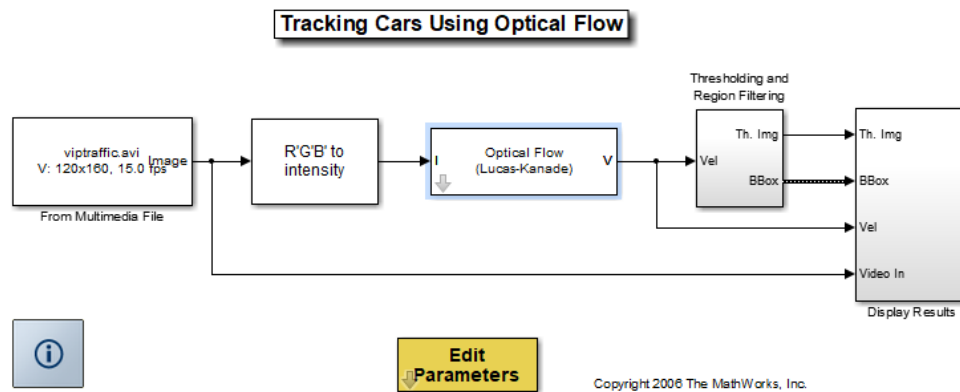 Tracking Cars Using Optical Flow
viptraffic.avi
V: 120x160, 15.0 fps
Image
From Multimedia File
R'G'B' to
intensity
I
Optical Flow
(Lucas-Kanade)
V
Thresholding and
Region Filtering
Vel
Th. Img
BBox
Th. Img
BBox
Vel
Video In
Display Results
Edit
Parameters
Copyright 2006 The MathWorks, Inc.